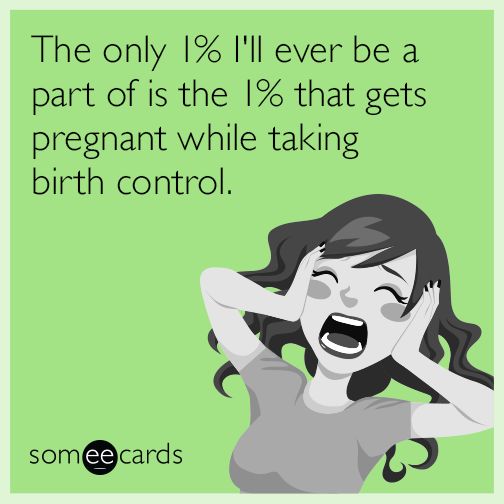 The only 1% I'll ever be a
part of is the 1% that gets
pregnant while taking
birth control.
someecards